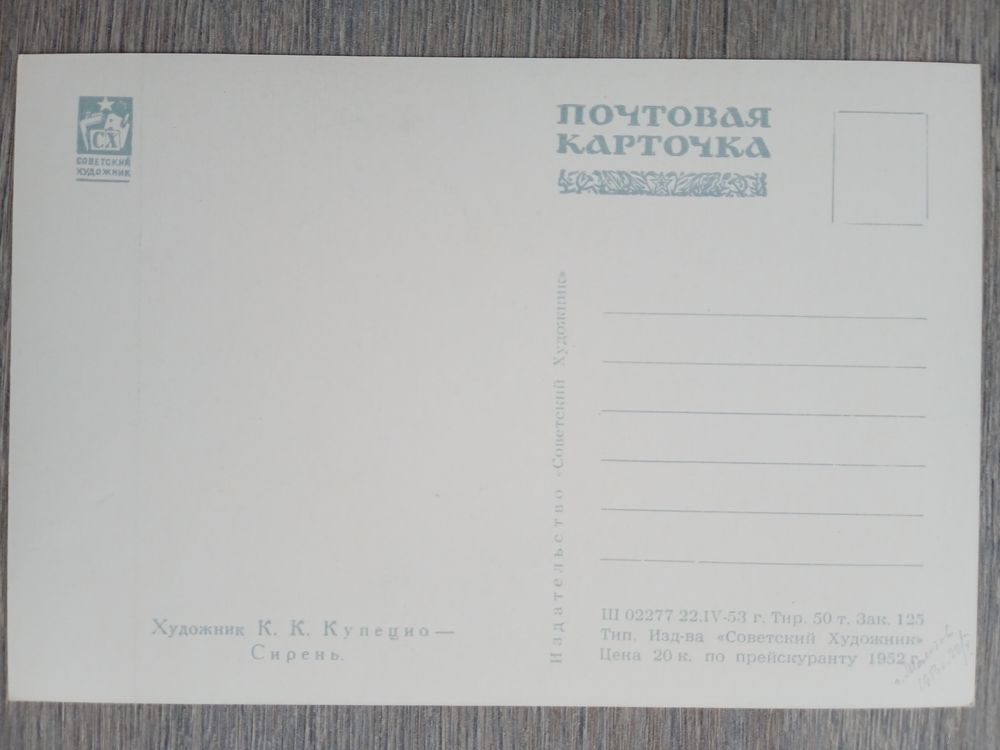 СХ
СОВЕТСКИЙ
ХУДОЖНИК
ПОЧТОВАЯ
КАРТОЧКА
Издательство «Советский Художник»
Художник К. К. Купецио —
Сирень.
Ш 02277 22.IV-53 г. Тир. 50 т. Зак. 125
Тип. Изд-ва «Советский Художник»
Цена 20 к. по прейскуранту 1952 г.